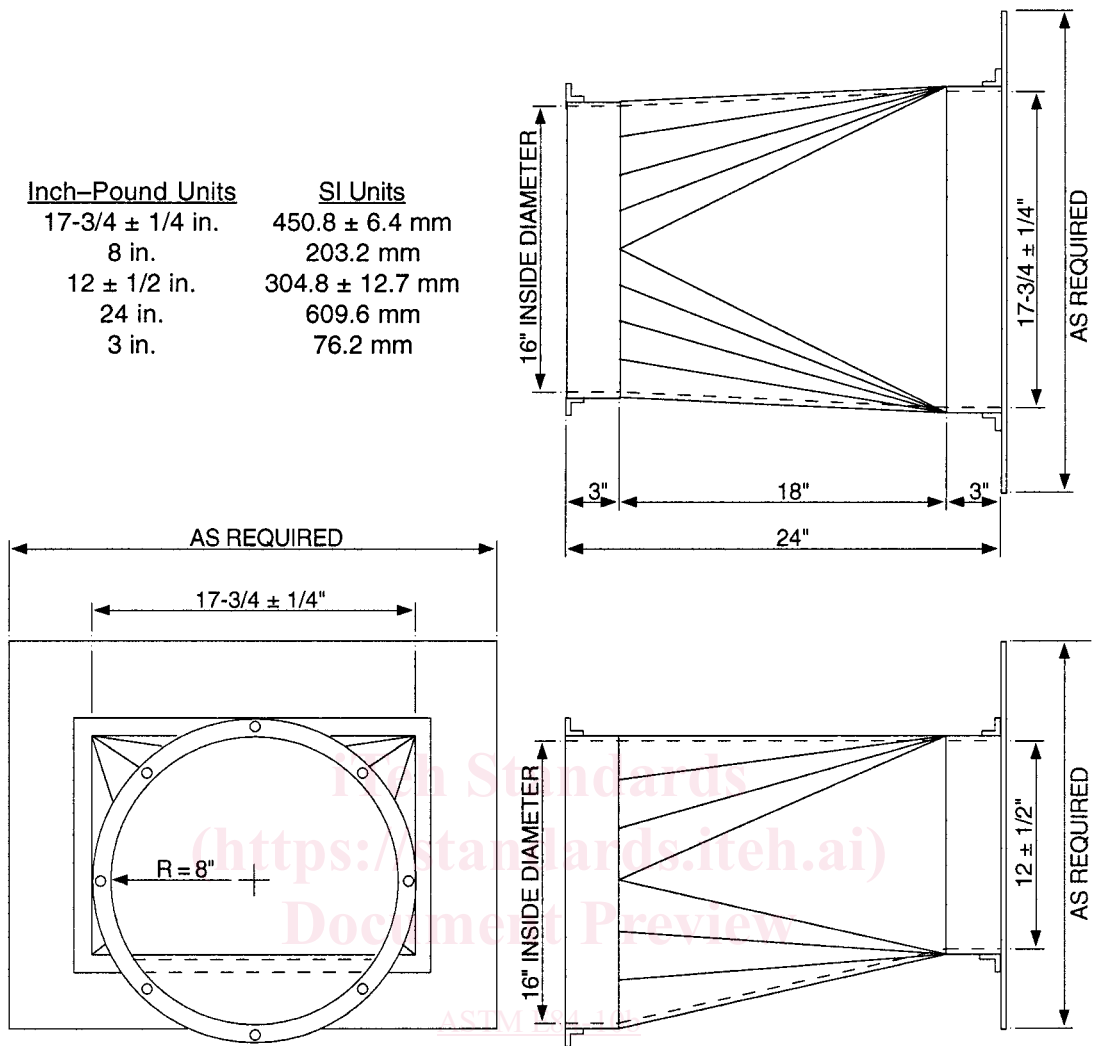 Inch–Pound Units SI Units
17-3/4 ± 1/4 in. 450.8 ± 6.4 mm
8 in. 203.2 mm
12 ± 1/2 in. 304.8 ± 12.7 mm
24 in. 609.6 mm
3 in. 76.2 mm
16" INSIDE DIAMETER
17-3/4 ± 1/4"
AS REQUIRED
3" 18" 3"
24"
AS REQUIRED
17-3/4 ± 1/4"
R = 8"
16" INSIDE DIAMETER
12 ± 1/2"
AS REQUIRED
iTeh Standards
(https://standards.iteh.ai)
Document Preview
ASTM E84-10b